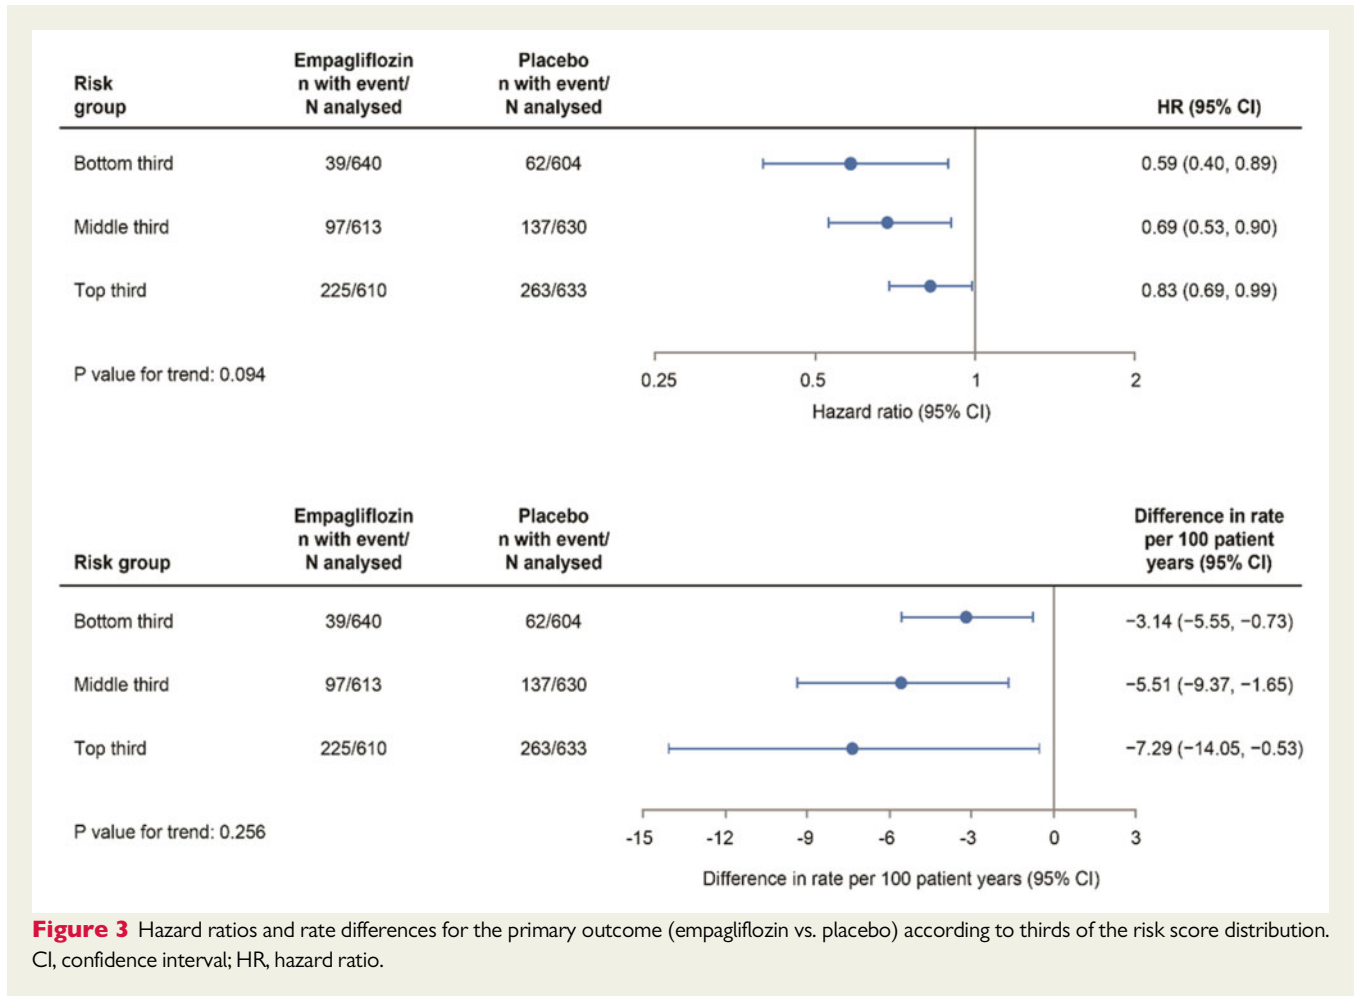 Risk group
Empagliflozin n with event/ N analysed
Placebo n with event/ N analysed
HR (95% CI)
Bottom third 39/640 62/604 0.59 (0.40, 0.89)
Middle third 97/613 137/630 0.69 (0.53, 0.90)
Top third 225/610 263/633 0.83 (0.69, 0.99)
P value for trend: 0.094
0.25 0.5 1 2
Hazard ratio (95% CI)
Risk group
Empagliflozin n with event/ N analysed
Placebo n with event/ N analysed
Difference in rate per 100 patient years (95% CI)
Bottom third 39/640 62/604 −3.14 (−5.55, −0.73)
Middle third 97/613 137/630 −5.51 (−9.37, −1.65)
Top third 225/610 263/633 −7.29 (−14.05, −0.53)
P value for trend: 0.256
-15 -12 -9 -6 -3 0 3
Difference in rate per 100 patient years (95% CI)
Figure 3 Hazard ratios and rate differences for the primary outcome (empagliflozin vs. placebo) according to thirds of the risk score distribution.
CI, confidence interval; HR, hazard ratio.